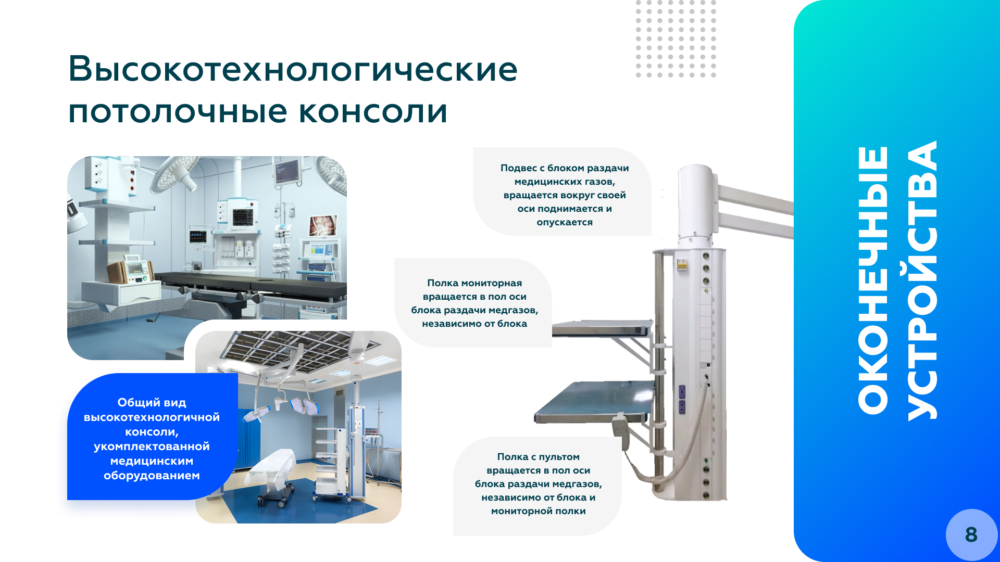 Высокотехнологические
потолочные консоли
Подвес с блоком раздачи
медицинских газов,
вращается вокруг своей
оси поднимается и
опускается
Полка мониторная
вращается в пол оси
блока раздачи медгазов,
независимо от блока
Общий вид
высокотехнологичной
консоли,
укомплектованной
медицинским
оборудованием
Полка с пультом
вращается в пол оси
блока раздачи медгазов,
независимо от блока и
мониторной полки
ОКОНЕЧНЫЕ
УСТРОЙСТВА
8